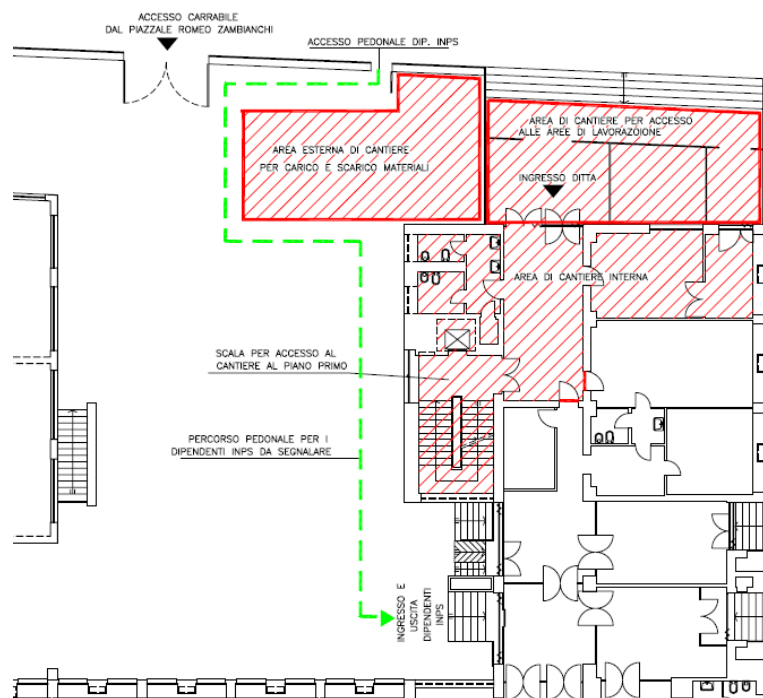 ACCESSO CARRABILE
DAL PIAZZALE ROMEO ZAMBIANCHI
ACCESSO PEDONALE DIP. INPS
AREA DI CANTIERE PER ACCESSO
ALLE AREE DI LAVORAZOIONE
AREA ESTERNA DI CANTIERE
PER CARICO E SCARICO MATERIALI
INGRESSO DITTA
AREA DI CANTIERE INTERNA
SCALA PER ACCESSO AL
CANTIERE AL PIANO PRIMO
PERCORSO PEDONALE PER I
DIPENDENTI INPS DA SEGNALARE
INGRESSO E
USCITA
DIPENDENTI
INPS